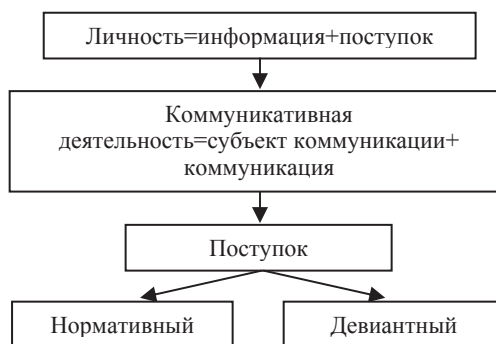 Личность=информация+поступок
Коммуникативная
деятельность=субъект коммуникации+
коммуникация
Поступок
Нормативный
Девиантный